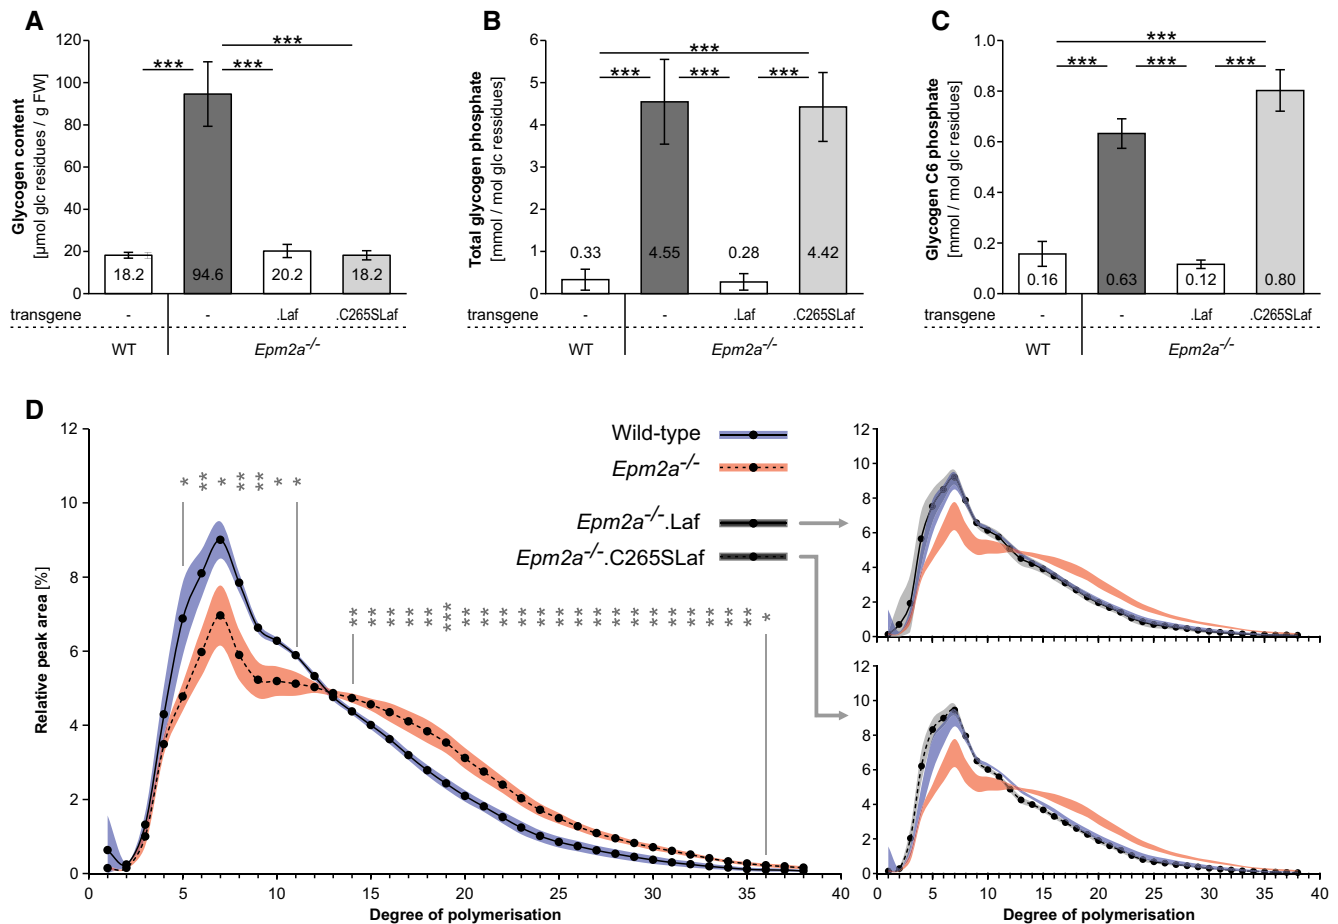 A
Glycogen content
[µmol glc residues / g FW]
120
100
80
60
40
20
0
***
***
***
18.2
94.6
20.2
18.2
transgene - - .Laf .C265SLaf
WT Epm2a-/-
B
Total glycogen phosphate
[mmol / mol glc residues]
6
5
4
3
2
1
0
***
***
***
***
0.33
4.55
0.28
4.42
transgene - - .Laf .C265SLaf
WT Epm2a-/-
C
Glycogen C6 phosphate
[mmol / mol glc residues]
1.0
0.8
0.6
0.4
0.2
0.0
***
***
***
***
0.16
0.63
0.12
0.80
transgene - - .Laf .C265SLaf
WT Epm2a-/-
D
Relative peak area [%]
12
10
8
6
4
2
0
* ** * ** ** * *
** ** ** ** ** *** ** ** ** ** ** ** ** ** ** ** ** ** ** ** ** ** *
0 5 10 15 20 25 30 35 40
Degree of polymerisation
Wild-type
Epm2a-/-
Epm2a-/-.Laf
Epm2a-/-.C265SLaf
12
10
8
6
4
2
0
12
10
8
6
4
2
0
0 5 10 15 20 25 30 35 40
Degree of polymerisation